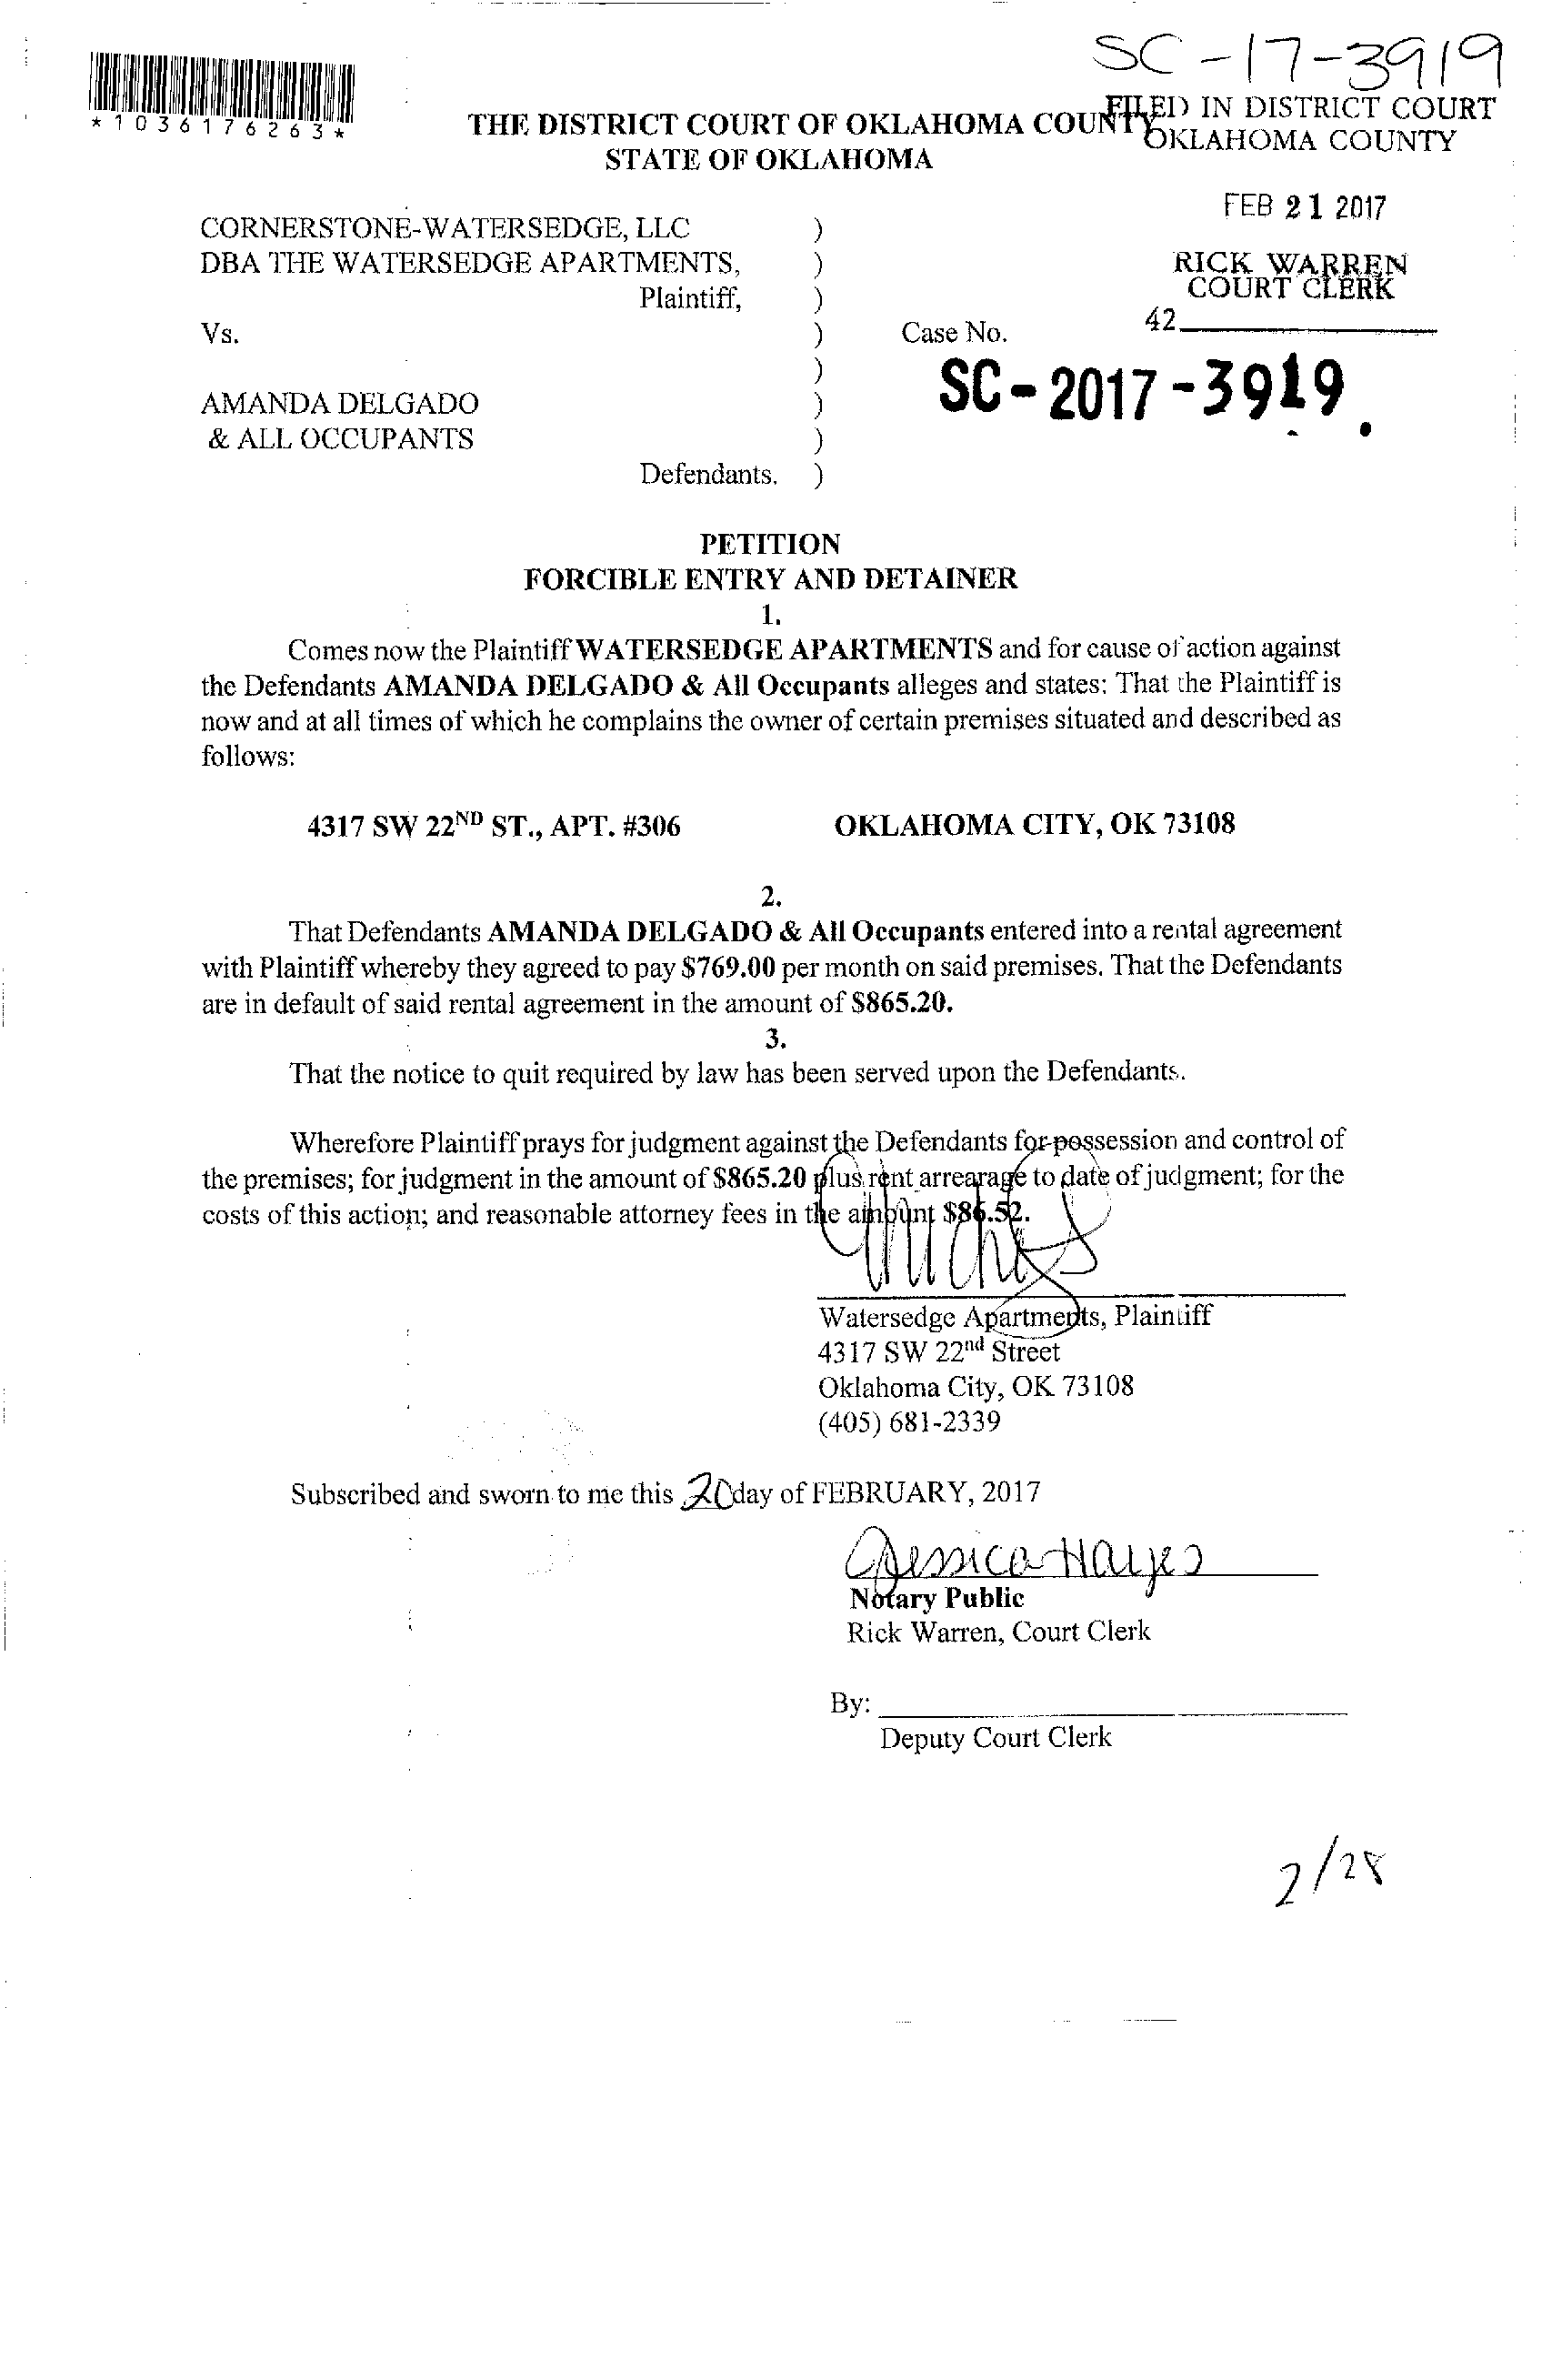 SC-17-3919
*1036176263*
FILED IN DISTRICT COURT
OKLAHOMA COUNTY
THE DISTRICT COURT OF OKLAHOMA COUNTY
STATE OF OKLAHOMA
FEB 21 2017
RICK WARREN
COURT CLERK
42
CORNERSTONE-WATERSEDGE, LLC )
DBA THE WATERSEDGE APARTMENTS, )
Plaintiff, )
Vs. ) Case No.
)
SC-2017-3919.
AMANDA DELGADO )
& ALL OCCUPANTS )
Defendants. )
PETITION
FORCIBLE ENTRY AND DETAINER
1.
Comes now the Plaintiff WATERSEDGE APARTMENTS and for cause of action against
the Defendants AMANDA DELGADO & All Occupants alleges and states: That the Plaintiff is
now and at all times of which he complains the owner of certain premises situated and described as
follows:
4317 SW 22ND ST., APT. #306 OKLAHOMA CITY, OK 73108
2.
That Defendants AMANDA DELGADO & All Occupants entered into a rental agreement
with Plaintiff whereby they agreed to pay $769.00 per month on said premises. That the Defendants
are in default of said rental agreement in the amount of $865.20.
3.
That the notice to quit required by law has been served upon the Defendants.
Wherefore Plaintiff prays for judgment against the Defendants for possession and control of
the premises; for judgment in the amount of $865.20 plus rent arrearage to date of judgment; for the
costs of this action; and reasonable attorney fees in the amount $86.52.
Watersedge Apartments, Plaintiff
4317 SW 22nd Street
Oklahoma City, OK 73108
(405) 681-2339
Subscribed and sworn to me this 20 day of FEBRUARY, 2017
Jessica Hayes
Notary Public
Rick Warren, Court Clerk
By:
Deputy Court Clerk
2/28